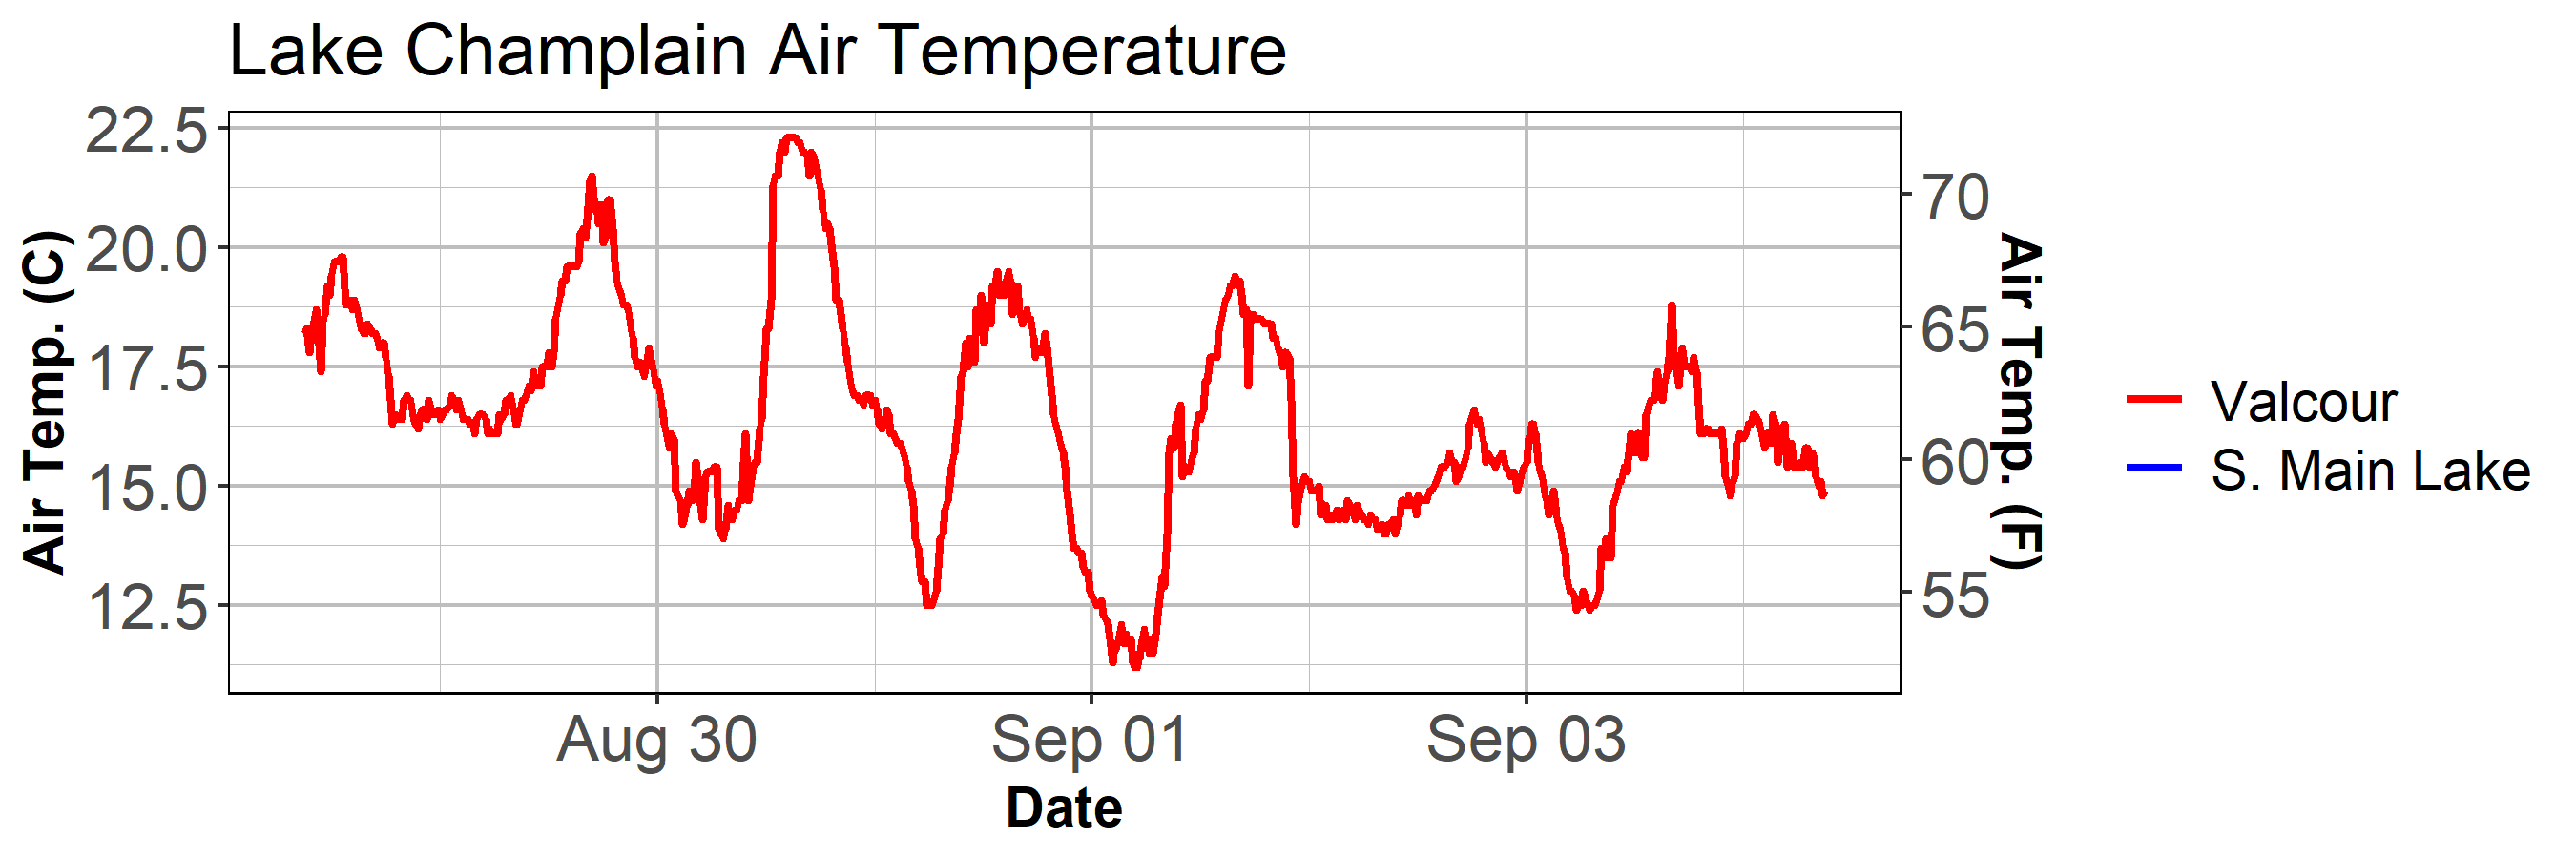 Lake Champlain Air Temperature
Air Temp. (C)
22.5
20.0
17.5
15.0
12.5
70
65
60
55
Air Temp. (F)
Aug 30
Sep 01
Sep 03
Date
Valcour
S. Main Lake